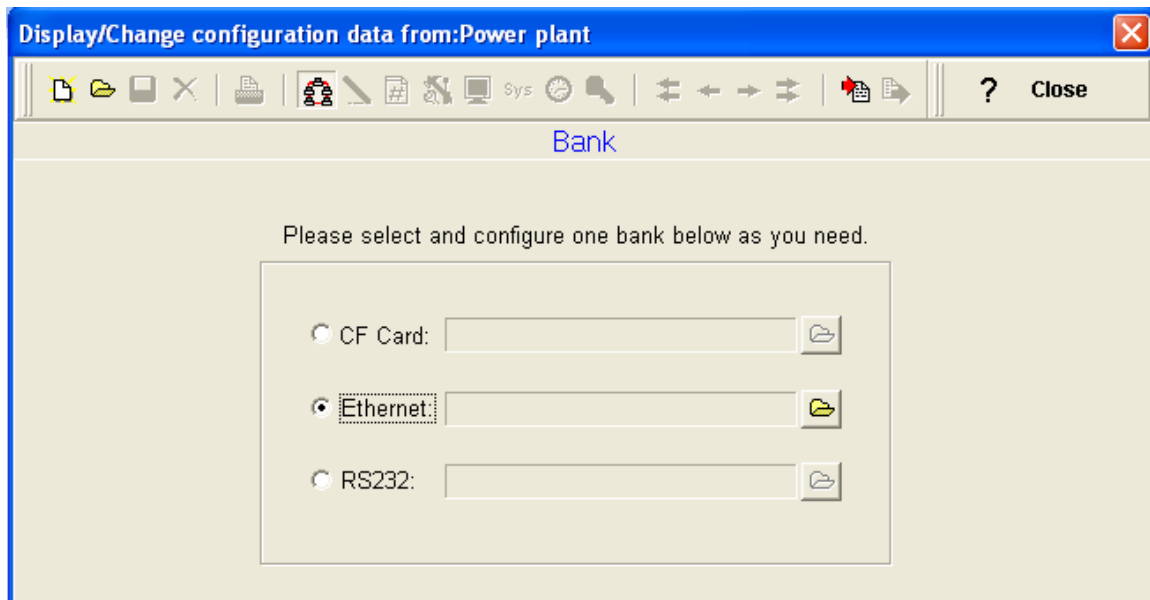 Display/Change configuration data from:Power plant
# Sys ? Close
Bank
Please select and configure one bank below as you need.
CF Card:
Ethernet:
RS232: